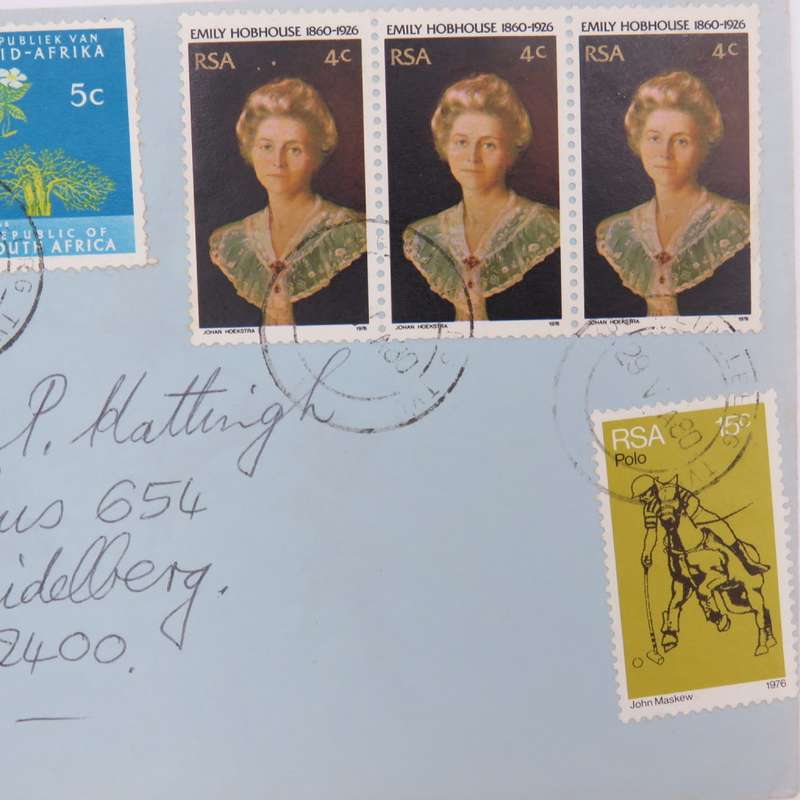 PUBLIEK VAN
ID-AFRIKA
5c
REPUBLIC OF
OUTH AFRICA
EMILY HOBHOUSE 1860-1926
RSA 4c
JOHAN HOEKSTRA 1976
EMILY HOBHOUSE 1860-1926
RSA 4c
JOHAN HOEKSTRA 1976
EMILY HOBHOUSE 1860-1926
RSA 4c
JOHAN HOEKSTRA 1976
RSA 15c
Polo
John Maskew 1976
P. Kattingh
us 654
idelberg.
2400.